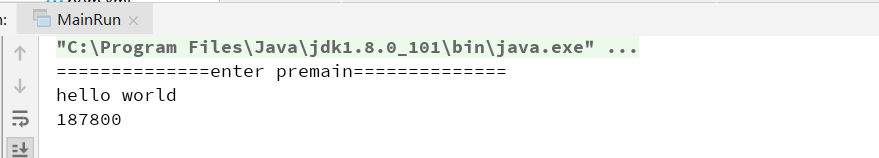 MainRun
"C:\Program Files\Java\jdk1.8.0_101\bin\java.exe" ...
==============enter premain==============
hello world
187800